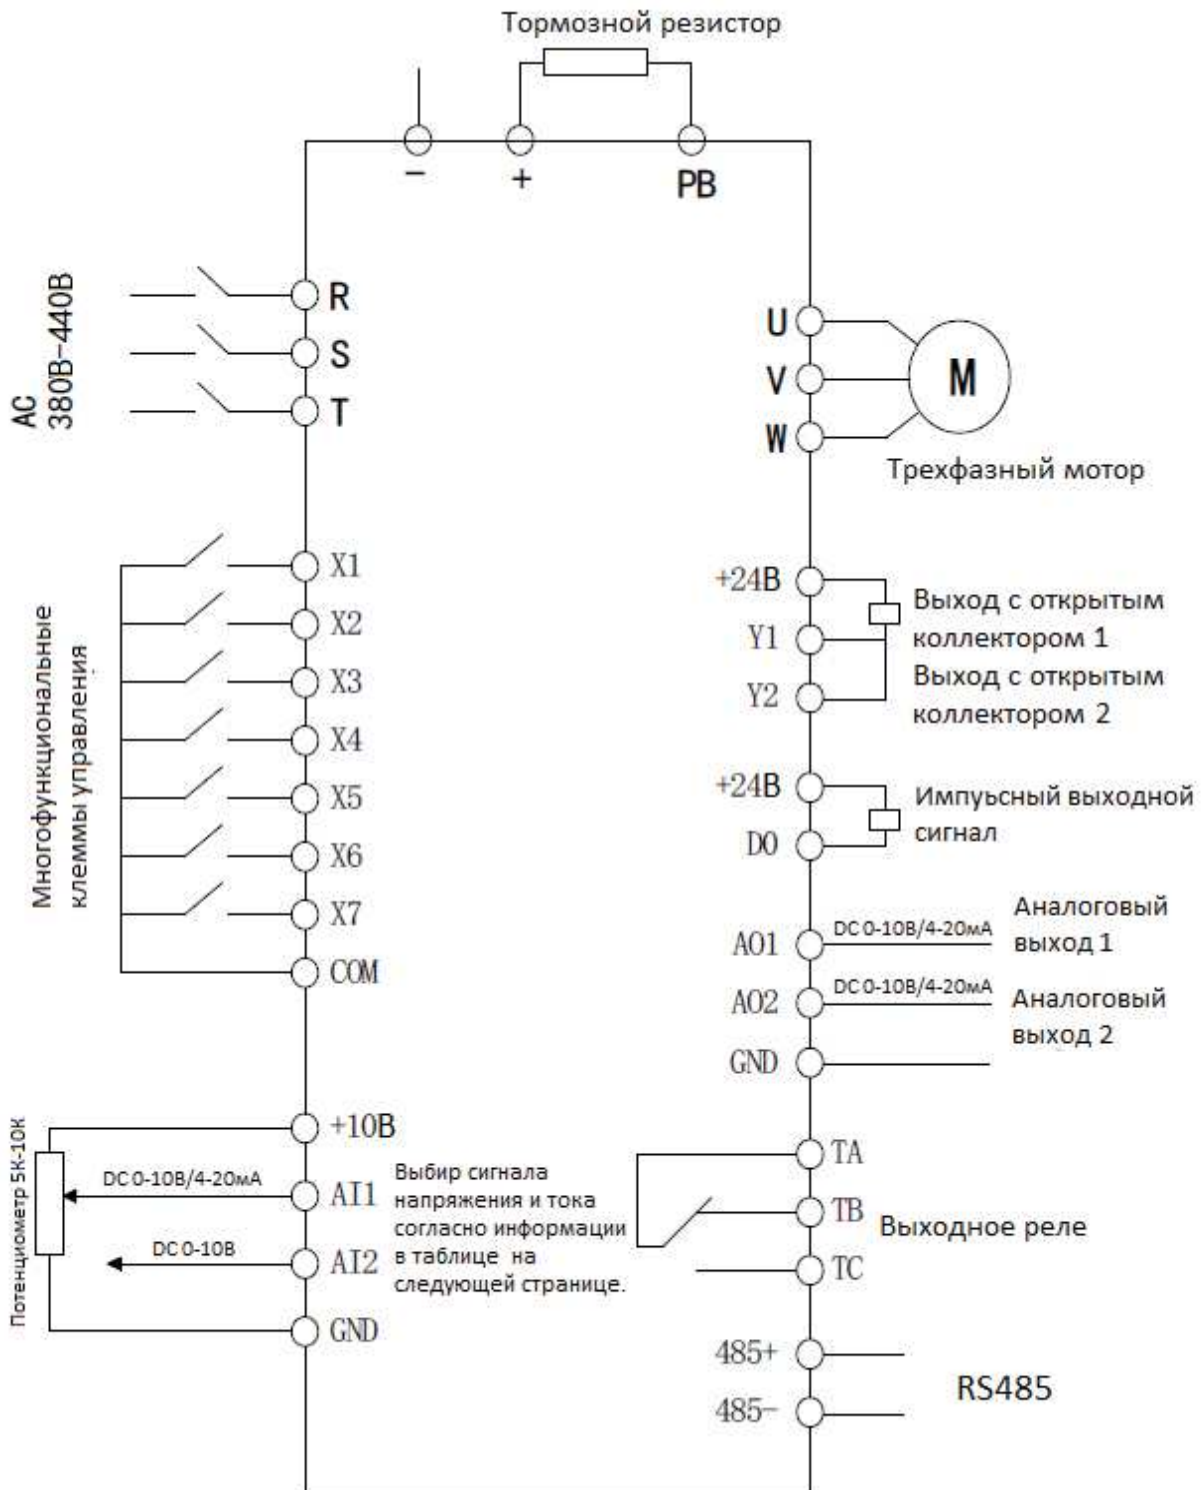 Тормозной резистор
-
+
PB
AC
380В-440В
R
S
T
U
V
W
M
Трехфазный мотор
Многофункциональные
клеммы управления
X1
X2
X3
X4
X5
X6
X7
COM
+24В
Y1
Y2
Выход с открытым
коллектором 1
Выход с открытым
коллектором 2
+24В
DO
Импуьсный выходной
сигнал
AO1
DC 0-10В/4-20мА
Аналоговый
выход 1
AO2
DC 0-10В/4-20мА
Аналоговый
выход 2
GND
Потенциометр 5К-10К
+10В
DC 0-10В/4-20мА
AI1
DC 0-10В
AI2
GND
Выбир сигнала
напряжения и тока
согласно информации
в таблице на
следующей странице.
TA
TB
TC
Выходное реле
485+
485-
RS485